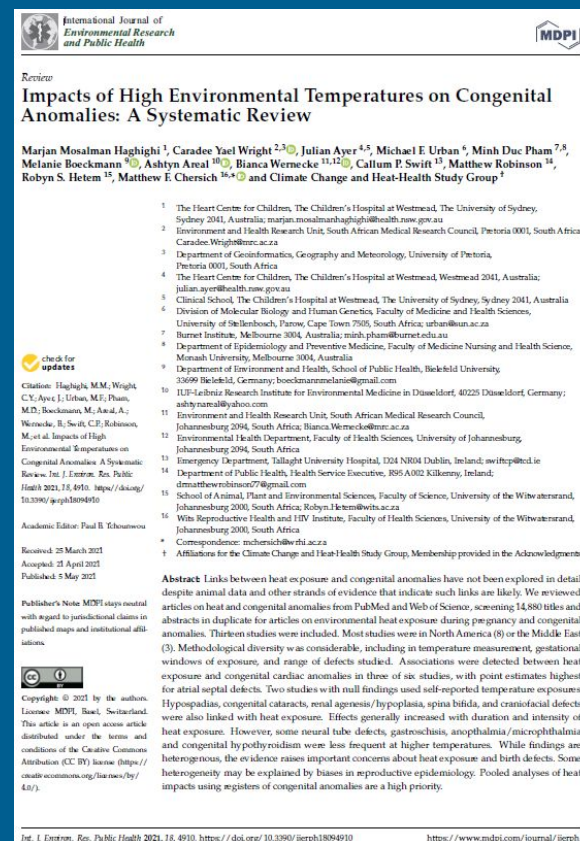 International Journal of
Environmental Research
and Public Health
MDPI
Review
Impacts of High Environmental Temperatures on Congenital
Anomalies: A Systematic Review
Marjan Mosalman Haghighi 1, Caradee Yael Wright 2,3, Julian Ayer 4,5, Michael F. Urban 6, Minh Duc Pham 7,8,
Melanie Boeckmann 9, Ashtyn Areal 10, Bianca Wernecke 11,12, Callum P. Swift 13, Matthew Robinson 14,
Robyn S. Hetem 15, Matthew F. Chersich 16,* and Climate Change and Heat-Health Study Group †
1 The Heart Centre for Children, The Children's Hospital at Westmead, The University of Sydney,
Sydney 2041, Australia; marjan.mosalmanhaghighi@health.nsw.gov.au
2 Environment and Health Research Unit, South African Medical Research Council, Pretoria 0001, South Africa
Caradee.Wright@mrc.ac.za
3 Department of Geoinformatics, Geography and Meteorology, University of Pretoria,
Pretoria 0001, South Africa
4 The Heart Centre for Children, The Children's Hospital at Westmead, Westmead 2041, Australia;
julian.ayer@health.nsw.gov.au
5 Clinical School, The Children's Hospital at Westmead, The University of Sydney, Sydney 2041, Australia
6 Division of Molecular Biology and Human Genetics, Faculty of Medicine and Health Sciences,
University of Stellenbosch, Parow, Cape Town 7505, South Africa; urban@sun.ac.za
7 Burnet Institute, Melbourne 3004, Australia; minh.pham@burnet.edu.au
8 Department of Epidemiology and Preventive Medicine, Faculty of Medicine Nursing and Health Science,
Monash University, Melbourne 3004, Australia
9 Department of Environment and Health, School of Public Health, Bielefeld University,
33699 Bielefeld, Germany; boeckmannmelanie@gmail.com
10 IUF-Leibniz Research Institute for Environmental Medicine in Düsseldorf, 40225 Düsseldorf, Germany;
ashtynareal@yahoo.com
11 Environment and Health Research Unit, South African Medical Research Council,
Johannesburg 2094, South Africa; Bianca.Wernecke@mrc.ac.za
12 Environmental Health Department, Faculty of Health Sciences, University of Johannesburg,
Johannesburg 2094, South Africa
13 Emergency Department, Tallaght University Hospital, D24 NR04 Dublin, Ireland; swiftcp@tcd.ie
14 Department of Public Health, Health Service Executive, R95 A002 Kilkenny, Ireland;
drmatthewrobinson77@gmail.com
15 School of Animal, Plant and Environmental Sciences, Faculty of Science, University of the Witwatersrand,
Johannesburg 2000, South Africa; Robyn.Hetem@wits.ac.za
16 Wits Reproductive Health and HIV Institute, Faculty of Health Sciences, University of the Witwatersrand,
Johannesburg 2000, South Africa
* Correspondence: mchersich@wrhi.ac.za
† Affiliations for the Climate Change and Heat-Health Study Group, Membership provided in the Acknowledgments
check for
updates
Citation: Haghighi, M.M.; Wright,
C.Y.; Ayer, J.; Urban, M.F.; Pham,
M.D.; Boeckmann, M.; Areal, A.;
Wernecke, B.; Swift, C.P.; Robinson,
M.; et al. Impacts of High
Environmental Temperatures on
Congenital Anomalies: A Systematic
Review. Int. J. Environ. Res. Public
Health 2021, 18, 4910. https://doi.org/
10.3390/ijerph18094910
Academic Editor: Paul B. Tchounwou
Received: 25 March 2021
Accepted: 21 April 2021
Published: 5 May 2021
Publisher's Note: MDPI stays neutral
with regard to jurisdictional claims in
published maps and institutional affil-
iations.
CC BY
Copyright: © 2021 by the authors.
Licensee MDPI, Basel, Switzerland.
This article is an open access article
distributed under the terms and
conditions of the Creative Commons
Attribution (CC BY) license (https://
creativecommons.org/licenses/by/
4.0/).
Abstract: Links between heat exposure and congenital anomalies have not been explored in detail
despite animal data and other strands of evidence that indicate such links are likely. We reviewed
articles on heat and congenital anomalies from PubMed and Web of Science, screening 14,880 titles and
abstracts in duplicate for articles on environmental heat exposure during pregnancy and congenital
anomalies. Thirteen studies were included. Most studies were in North America (8) or the Middle East
(3). Methodological diversity was considerable, including in temperature measurement, gestational
windows of exposure, and range of defects studied. Associations were detected between heat
exposure and congenital cardiac anomalies in three of six studies, with point estimates highest
for atrial septal defects. Two studies with null findings used self-reported temperature exposures
Hypospadias, congenital cataracts, renal agenesis/hypoplasia, spina bifida, and craniofacial defects
were also linked with heat exposure. Effects generally increased with duration and intensity of
heat exposure. However, some neural tube defects, gastroschisis, anopthalmia/microphthalmia
and congenital hypothyroidism were less frequent at higher temperatures. While findings are
heterogenous, the evidence raises important concerns about heat exposure and birth defects. Some
heterogeneity may be explained by biases in reproductive epidemiology. Pooled analyses of heat
impacts using registers of congenital anomalies are a high priority.
Int. J. Environ. Res. Public Health 2021, 18, 4910. https://doi.org/10.3390/ijerph18094910
https://www.mdpi.com/journal/ijerph